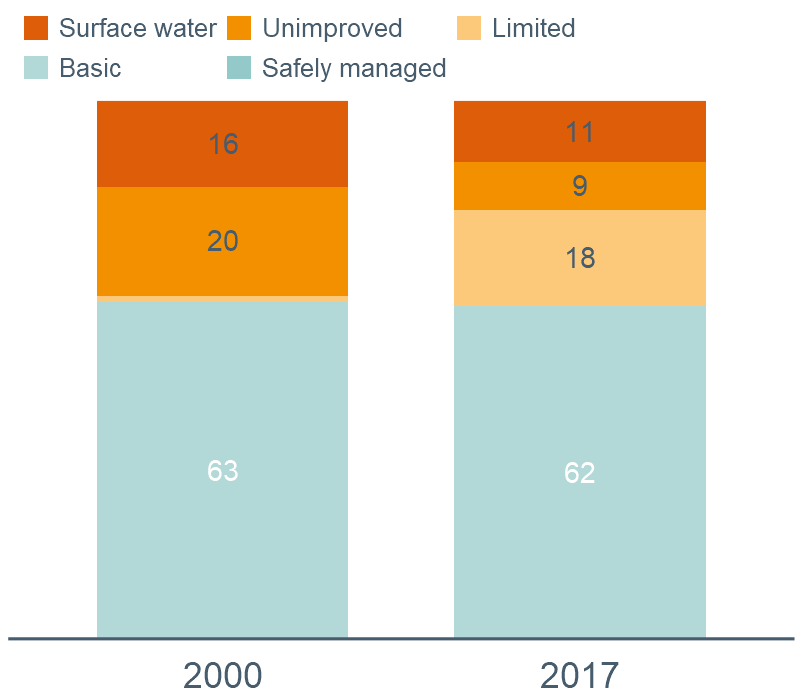 Surface water Unimproved Limited
Basic Safely managed
16 11
20 9
18
63 62
2000 2017